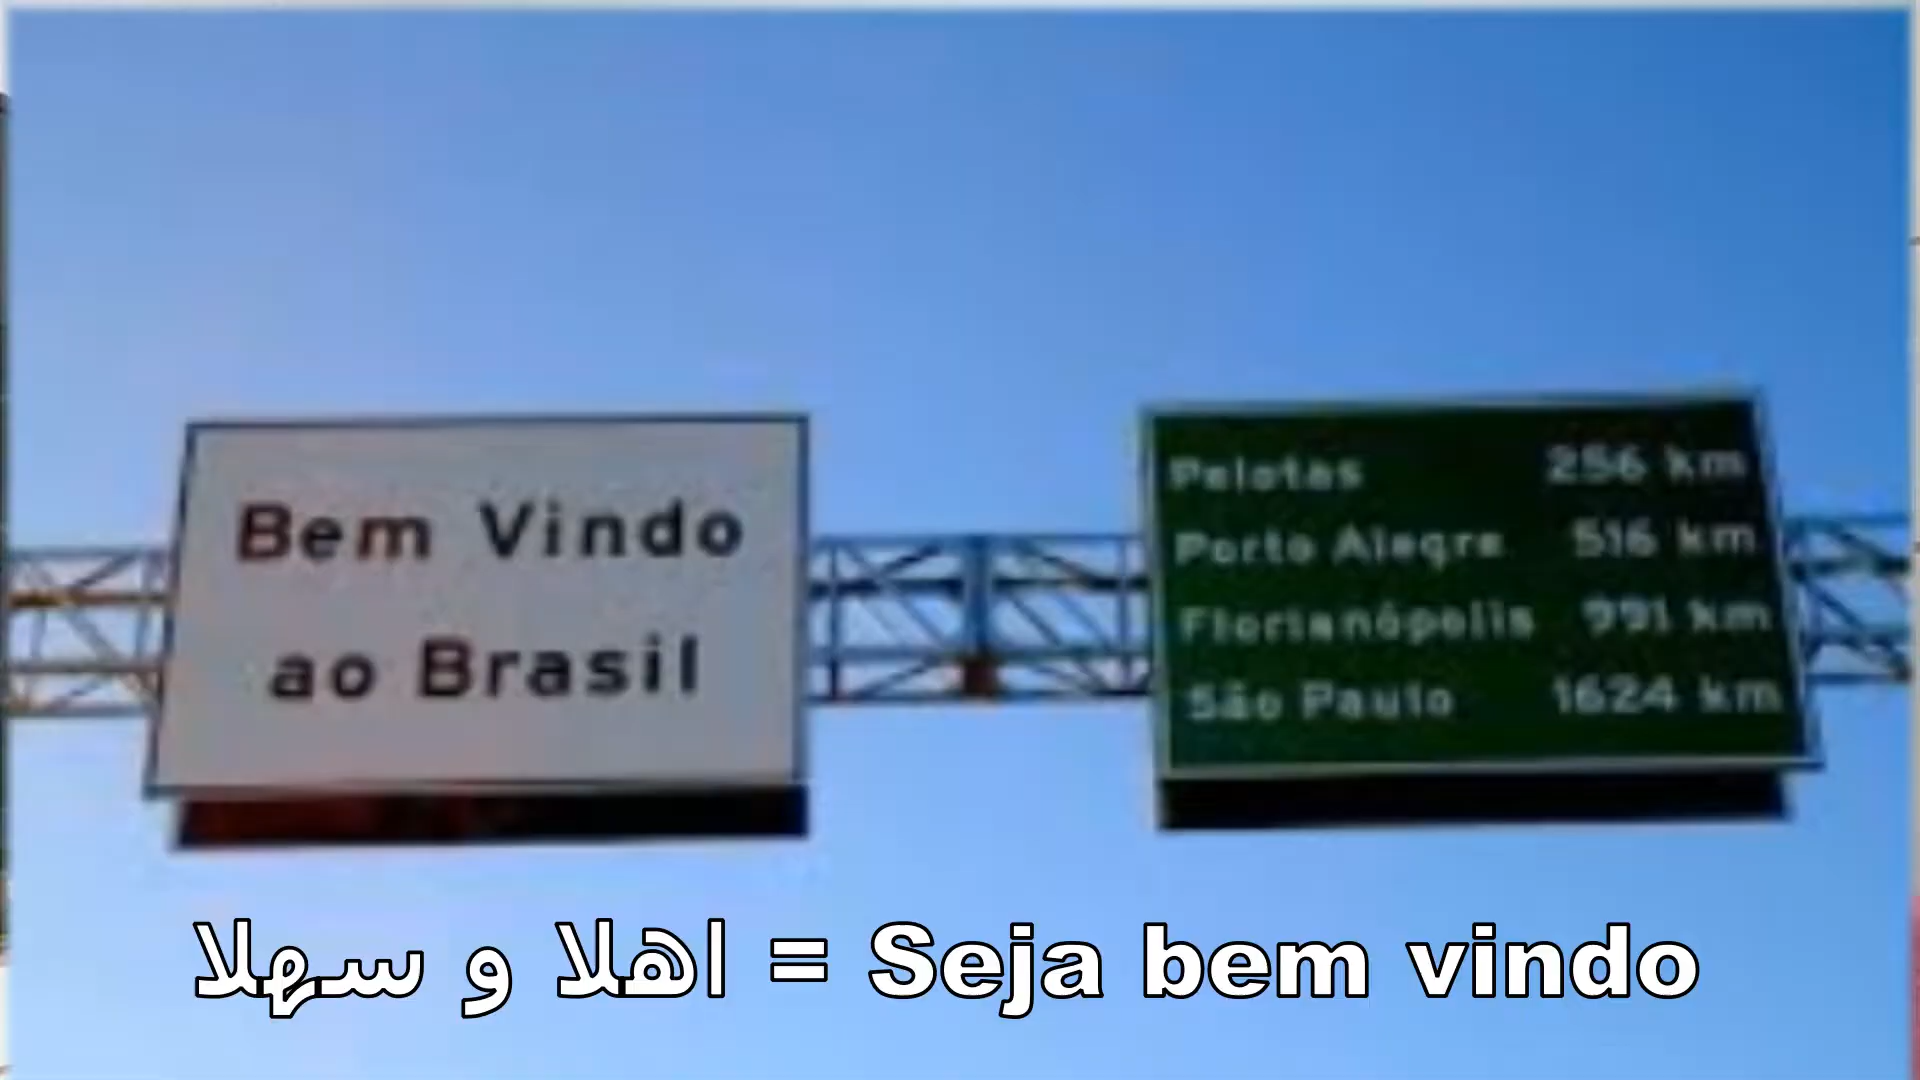 Bem Vindo
ao Brasil
Pelotas 256 km
Porto Alegre 516 km
Florianópolis 991 km
São Paulo 1624 km
اهلا و سهلا = Seja bem vindo